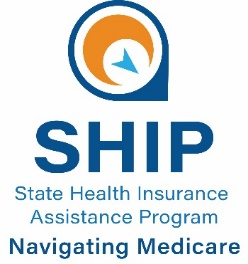 SHIP
State Health Insurance
Assistance Program
Navigating Medicare